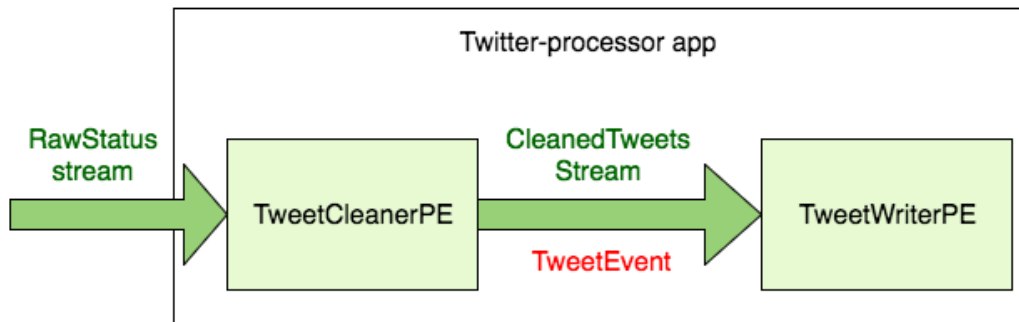 Twitter-processor app
RawStatus
stream
CleanedTweets
Stream
TweetCleanerPE
TweetWriterPE
TweetEvent